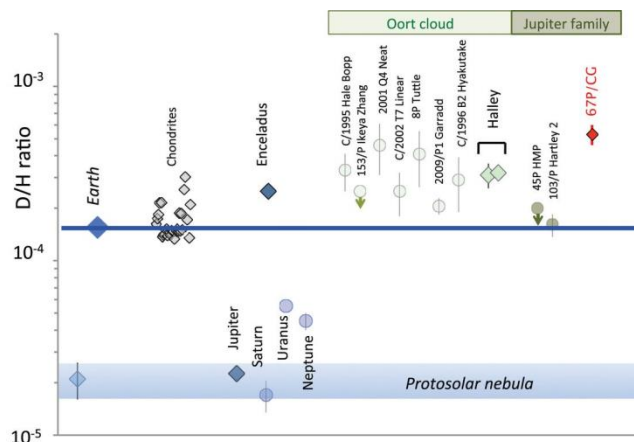 Oort cloud
Jupiter family
10-3
D/H ratio
10-4
10-5
Earth
Chondrites
Enceladus
C/1995 Hale Bopp
153/P Ikeya Zhang
2001 Q4 Neat
C/2002 T7 Linear
8P Tuttle
2009/P1 Garradd
C/1996 B2 Hyakutake
Halley
45P HMP
103/P Hartley 2
67P/CG
Jupiter
Saturn
Uranus
Neptune
Protosolar nebula